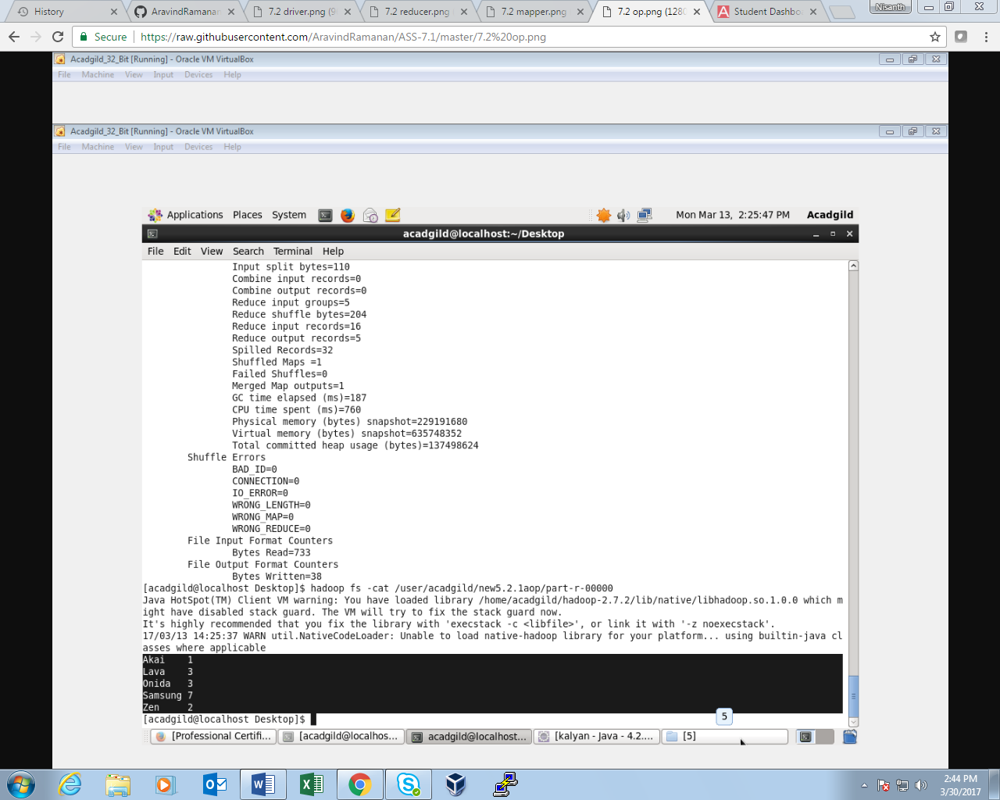 History
AravindRamanan
7.2 driver.png (9
7.2 reducer.png
7.2 mapper.png
7.2 op.png (1280
Student Dashbo
Nisanth
Secure
https://raw.githubusercontent.com/AravindRamanan/ASS-7.1/master/7.2%20op.png
Acadgild_32_Bit [Running] - Oracle VM VirtualBox
File Machine View Input Devices Help
Acadgild_32_Bit [Running] - Oracle VM VirtualBox
File Machine View Input Devices Help
Applications Places System
Mon Mar 13, 2:25:47 PM Acadgild
acadgild@localhost:~/Desktop
File Edit View Search Terminal Help
Input split bytes=110
Combine input records=0
Combine output records=0
Reduce input groups=5
Reduce shuffle bytes=204
Reduce input records=16
Reduce output records=5
Spilled Records=32
Shuffled Maps =1
Failed Shuffles=0
Merged Map outputs=1
GC time elapsed (ms)=187
CPU time spent (ms)=760
Physical memory (bytes) snapshot=229191680
Virtual memory (bytes) snapshot=635748352
Total committed heap usage (bytes)=137498624
Shuffle Errors
BAD_ID=0
CONNECTION=0
IO_ERROR=0
WRONG_LENGTH=0
WRONG_MAP=0
WRONG_REDUCE=0
File Input Format Counters
Bytes Read=733
File Output Format Counters
Bytes Written=38
[acadgild@localhost Desktop]$ hadoop fs -cat /user/acadgild/new5.2.1aop/part-r-00000
Java HotSpot(TM) Client VM warning: You have loaded library /home/acadgild/hadoop-2.7.2/lib/native/libhadoop.so.1.0.0 which m
ight have disabled stack guard. The VM will try to fix the stack guard now.
It's highly recommended that you fix the library with 'execstack -c <libfile>', or link it with '-z noexecstack'.
17/03/13 14:25:37 WARN util.NativeCodeLoader: Unable to load native-hadoop library for your platform... using builtin-java cl
asses where applicable
Akai 1
Lava 3
Onida 3
Samsung 7
Zen 2
[acadgild@localhost Desktop]$
5
[Professional Certifi...
[acadgild@localhos...
acadgild@localhost...
[kalyan - Java - 4.2....
[5]
2:44 PM
3/30/2017